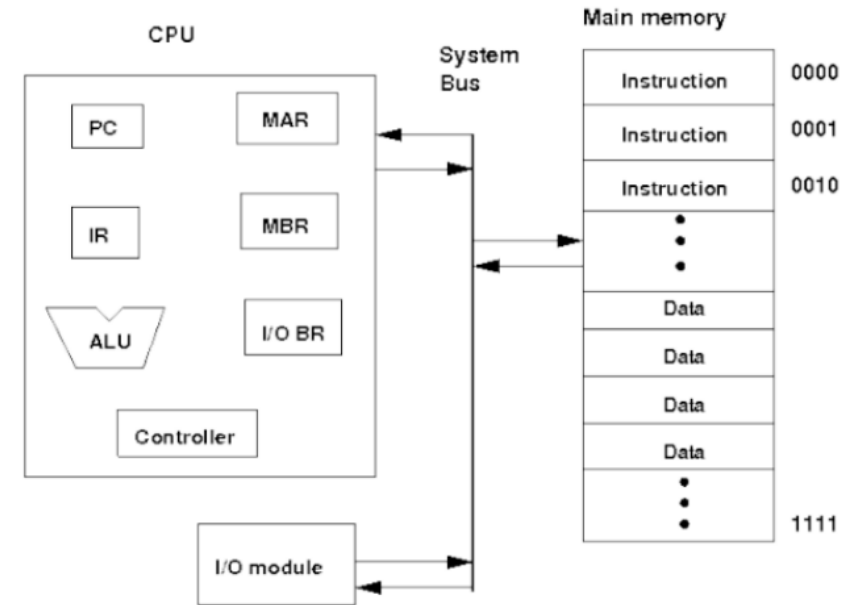 CPU
PC
MAR
IR
MBR
ALU
I/O BR
Controller
I/O module
System
Bus
Main memory
Instruction 0000
Instruction 0001
Instruction 0010
Data
Data
Data
Data
1111